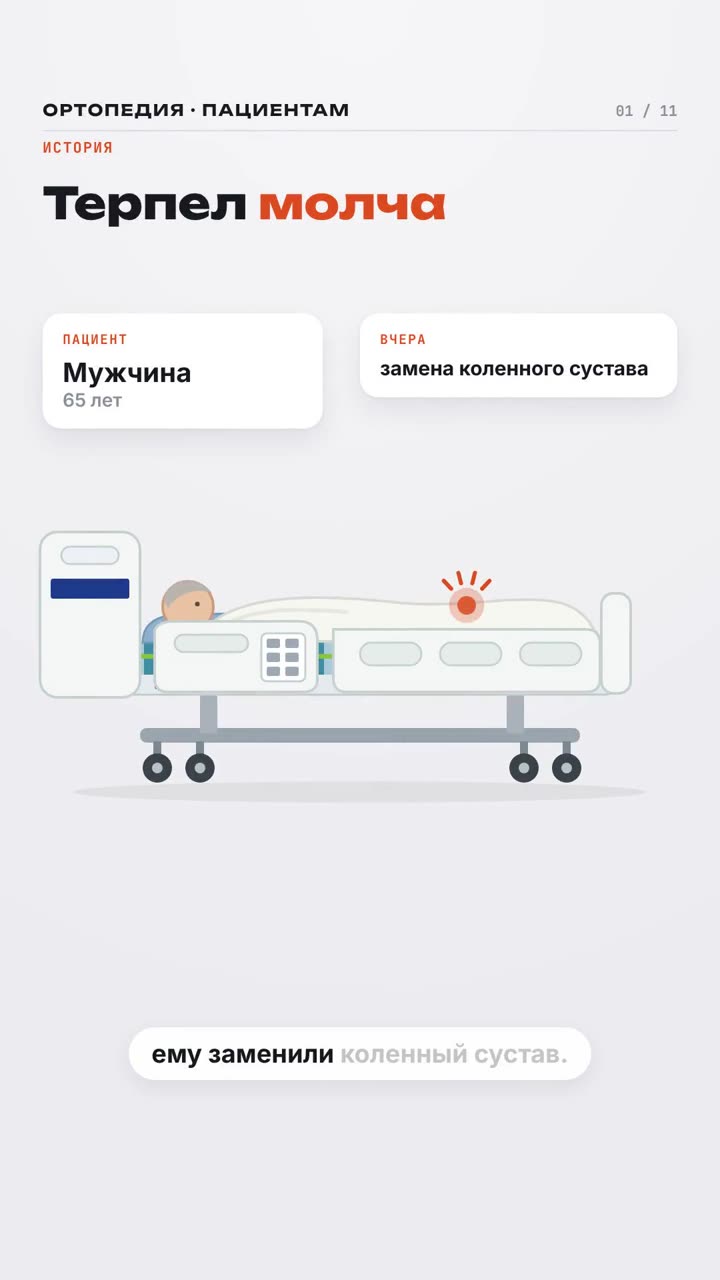 ОРТОПЕДИЯ · ПАЦИЕНТАМ
01 / 11
ИСТОРИЯ
Терпел молча
ПАЦИЕНТ
Мужчина
65 лет
ВЧЕРА
замена коленного сустава
ему заменили коленный сустав.